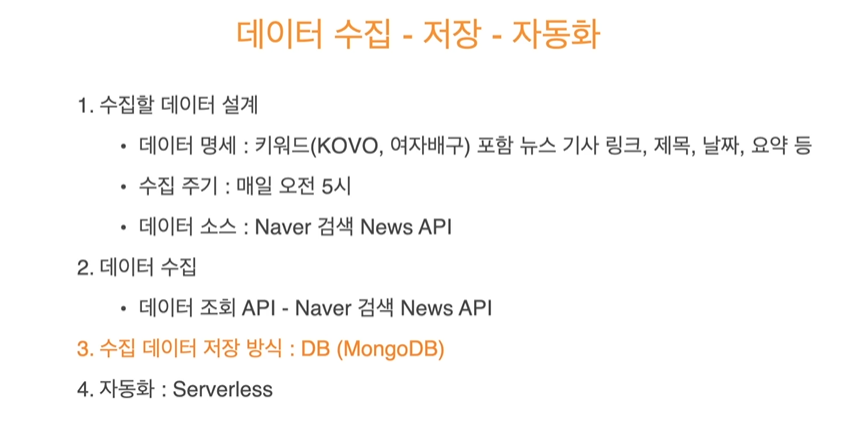 데이터 수집 - 저장 - 자동화
1. 수집할 데이터 설계
• 데이터 명세 : 키워드(KOVO, 여자배구) 포함 뉴스 기사 링크, 제목, 날짜, 요약 등
• 수집 주기 : 매일 오전 5시
• 데이터 소스 : Naver 검색 News API
2. 데이터 수집
• 데이터 조회 API - Naver 검색 News API
3. 수집 데이터 저장 방식 : DB (MongoDB)
4. 자동화 : Serverless